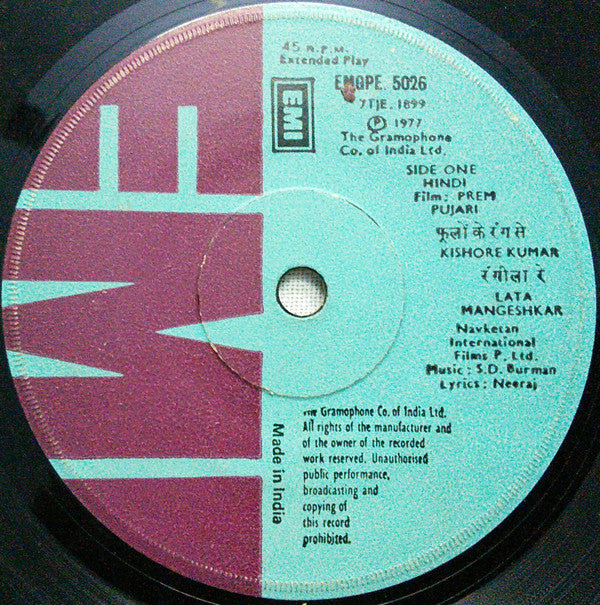 45 R.P.M.
Extended Play
EMI
EMGPE. 5026
7TJE. 1899
Ⓟ 1977
The Gramophone
Co. of India Ltd.
SIDE ONE
HINDI
Film: PREM
PUJARI
फूलों के रंग से
KISHORE KUMAR
रंगीला रे
LATA
MANGESHKAR
Navketan
International
Films P. Ltd.
Music: S.D. Burman
Lyrics: Neeraj
The Gramophone Co. of India Ltd.
All rights of the manufacturer and
of the owner of the recorded
work reserved. Unauthorised
public performance,
broadcasting and
copying of
this record
prohibited.
Made in India
EMI